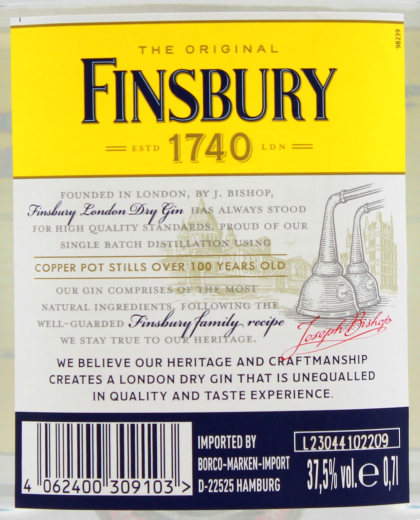 THE ORIGINAL
FINSBURY
ESTD 1740 LDN
98239
FOUNDED IN LONDON, BY J. BISHOP,
Finsbury London Dry Gin HAS ALWAYS STOOD
FOR HIGH QUALITY STANDARDS. PROUD OF OUR
SINGLE BATCH DISTILLATION USING
COPPER POT STILLS OVER 100 YEARS OLD
OUR GIN COMPRISES OF THE MOST
NATURAL INGREDIENTS, FOLLOWING THE
WELL-GUARDED Finsbury family recipe
WE STAY TRUE TO OUR HERITAGE.
Joseph Bishop
WE BELIEVE OUR HERITAGE AND CRAFTMANSHIP
CREATES A LONDON DRY GIN THAT IS UNEQUALLED
IN QUALITY AND TASTE EXPERIENCE.
4 062400 309103 >
IMPORTED BY
BORCO-MARKEN-IMPORT
D-22525 HAMBURG
L23044102209
37,5% vol. e 0,7l